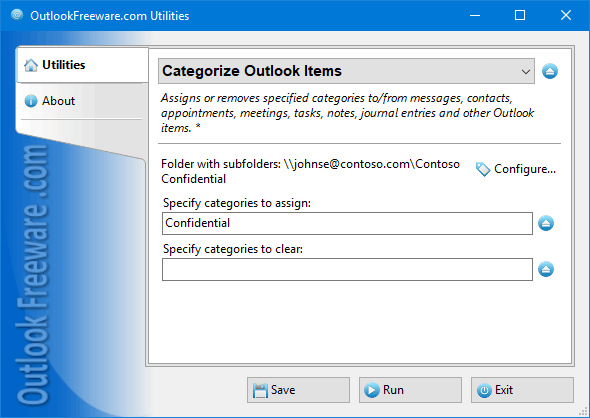 OutlookFreeware.com Utilities
Utilities
About
Outlook Freeware .com
Categorize Outlook Items
Assigns or removes specified categories to/from messages, contacts,
appointments, meetings, tasks, notes, journal entries and other Outlook
items. *
Folder with subfolders: \\johnse@contoso.com\Contoso
Confidential
Configure...
Specify categories to assign:
Confidential
Specify categories to clear:
Save
Run
Exit